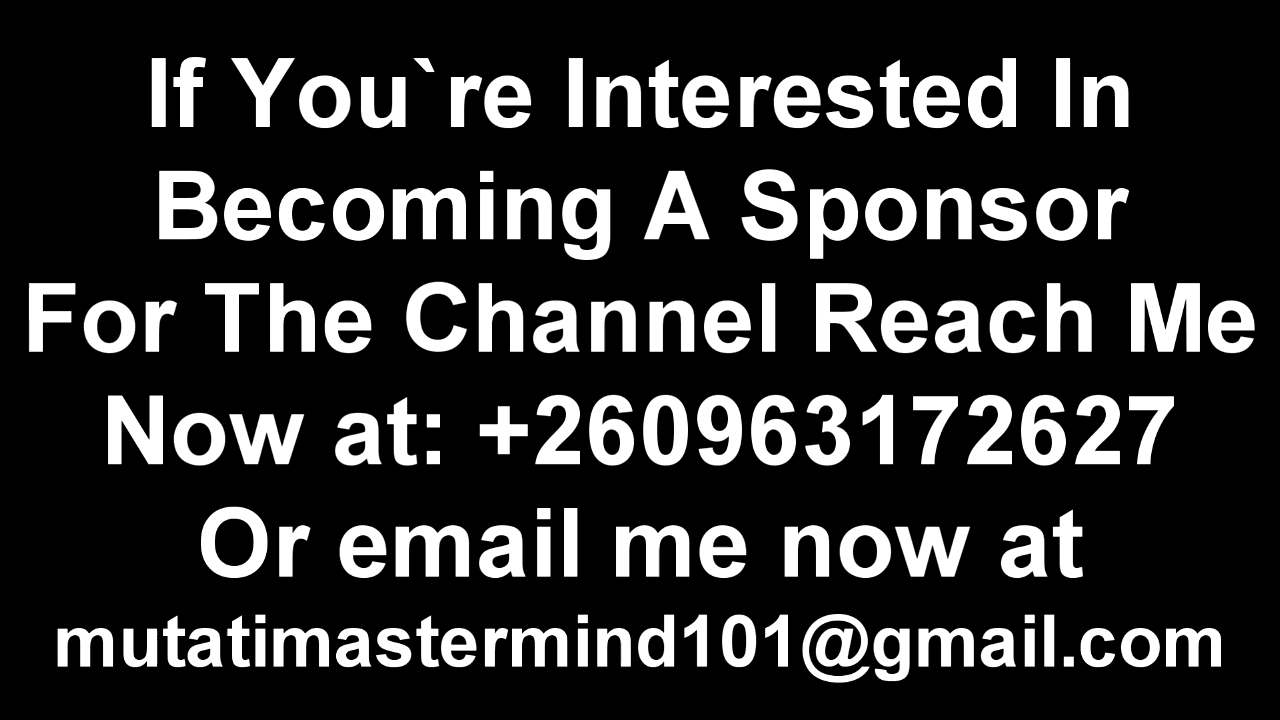 If You`re Interested In
Becoming A Sponsor
For The Channel Reach Me
Now at: +260963172627
Or email me now at
mutatimastermind101@gmail.com